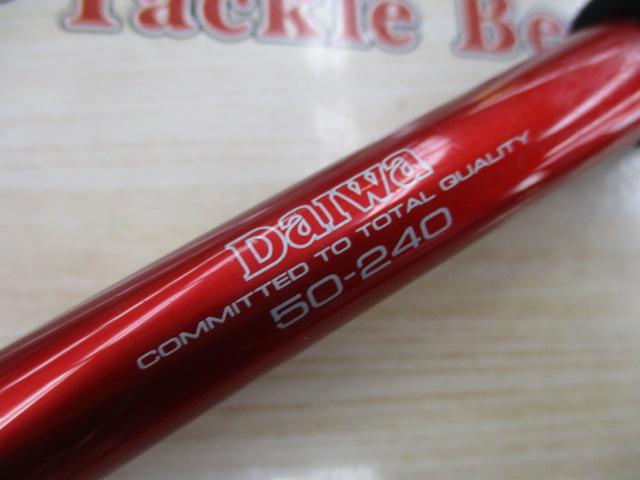 Tackle Be
Daiwa
COMMITTED TO TOTAL QUALITY
50-240